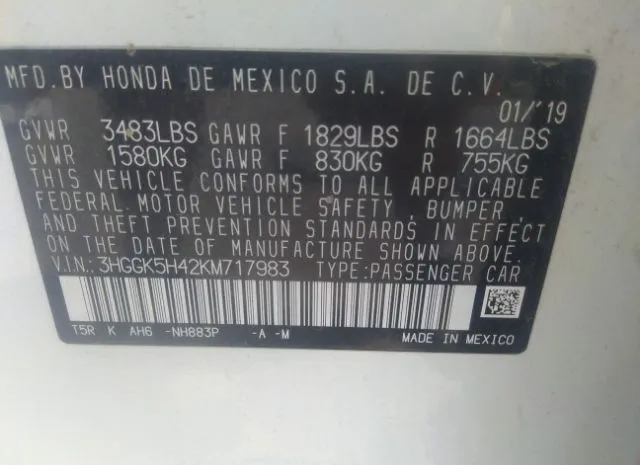 MFD.BY HONDA DE MEXICO S.A. DE C.V.
01/'19
GVWR 3483LBS GAWR F 1829LBS R 1664LBS
GVWR 1580KG GAWR F 830KG R 755KG
THIS VEHICLE CONFORMS TO ALL APPLICABLE
FEDERAL MOTOR VEHICLE SAFETY, BUMPER,
AND THEFT PREVENTION STANDARDS IN EFFECT
ON THE DATE OF MANUFACTURE SHOWN ABOVE.
V.I.N.: 3HGGK5H42KM717983 TYPE:PASSENGER CAR
T5R K AH6 -NH883P -A -M MADE IN MEXICO